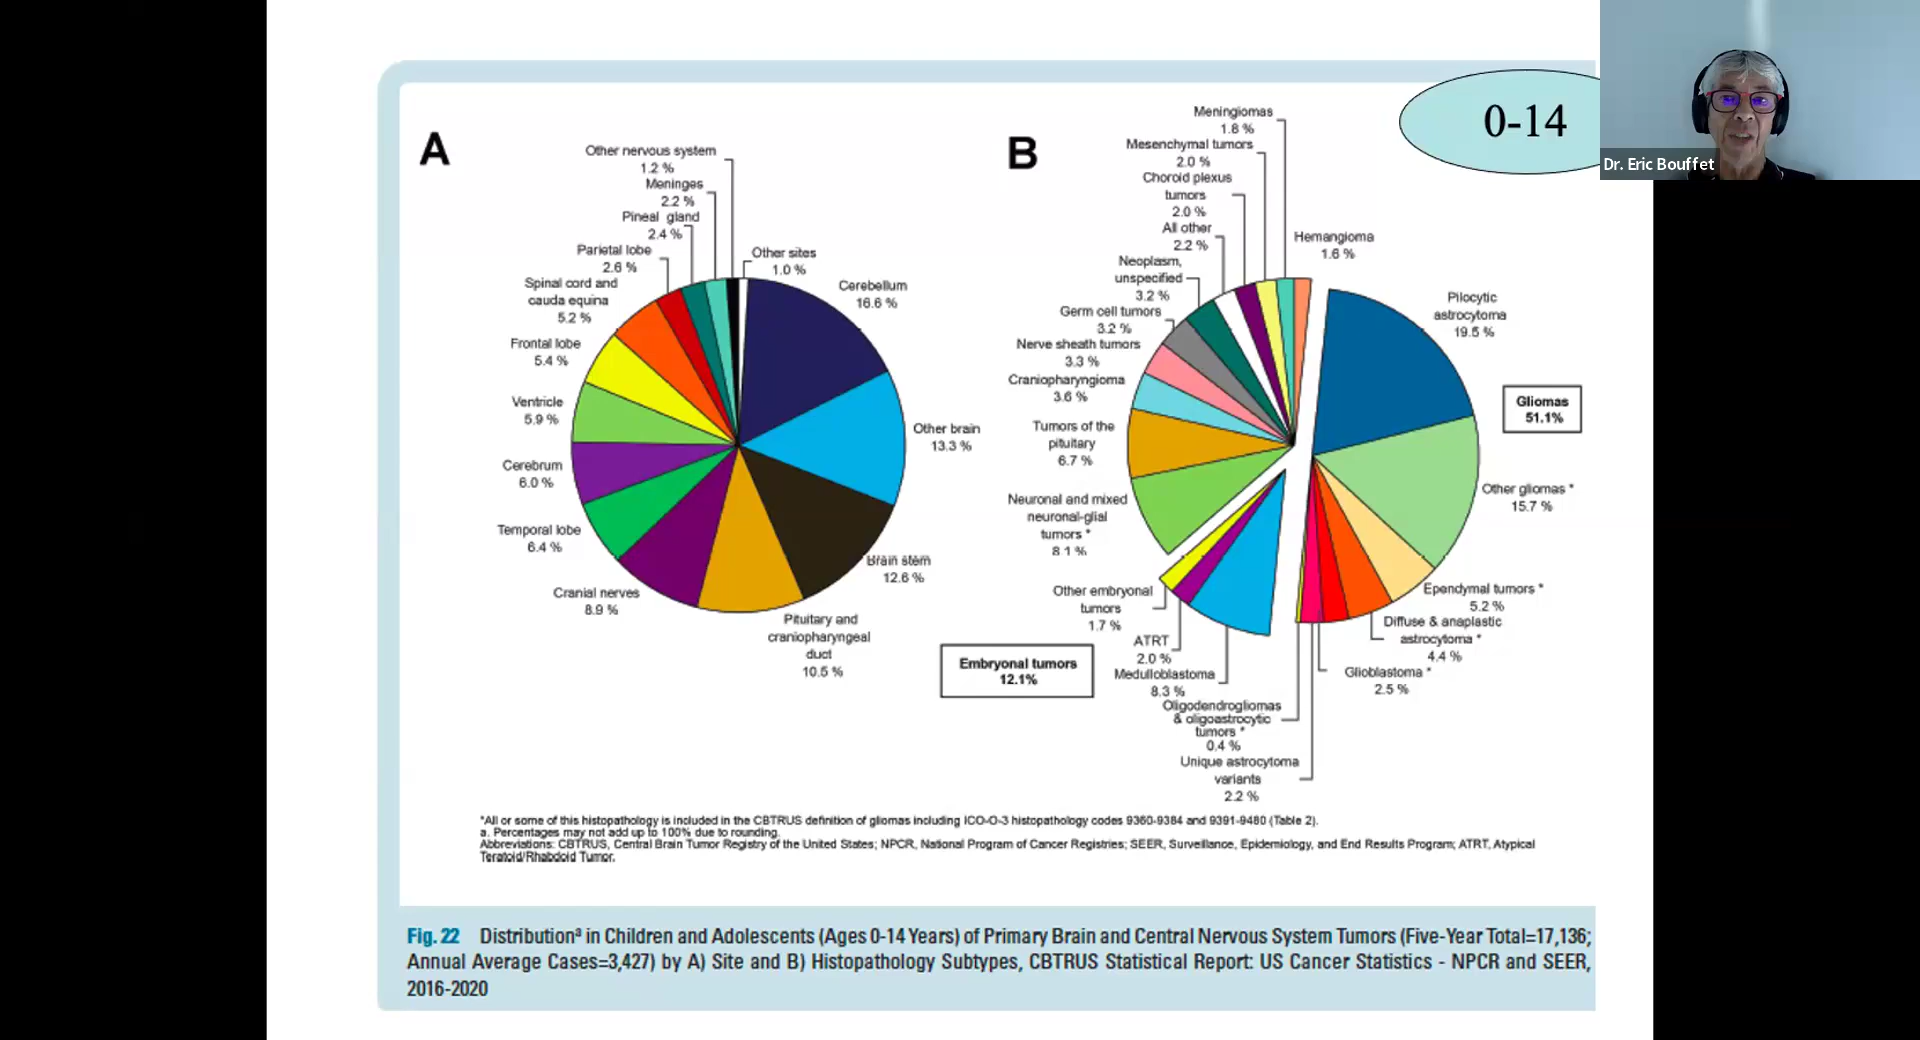 0-14
Dr. Eric Bouffet
A
Other nervous system
1.2 %
Meninges
2.2 %
Pineal gland
2.4 %
Parietal lobe
2.6 %
Spinal cord and
cauda equina
5.2 %
Frontal lobe
5.4 %
Ventricle
5.9 %
Cerebrum
6.0 %
Temporal lobe
6.4 %
Cranial nerves
8.9 %
Other sites
1.0 %
Cerebellum
16.6 %
Other brain
13.3 %
Brain stem
12.6 %
Pituitary and
craniopharyngeal
duct
10.5 %
B
Meningiomas
1.8 %
Mesenchymal tumors
2.0 %
Choroid plexus
tumors
2.0 %
All other
2.2 %
Neoplasm,
unspecified
3.2 %
Germ cell tumors
3.2 %
Nerve sheath tumors
3.3 %
Craniopharyngioma
3.6 %
Tumors of the
pituitary
6.7 %
Neuronal and mixed
neuronal-glial
tumors *
8.1 %
Other embryonal
tumors
1.7 %
ATRT
2.0 %
Medulloblastoma
8.3 %
Embryonal tumors
12.1%
Hemangioma
1.6 %
Pilocytic
astrocytoma
19.5 %
Gliomas
51.1%
Other gliomas *
15.7 %
Ependymal tumors *
5.2 %
Diffuse & anaplastic
astrocytoma *
4.4 %
Glioblastoma *
2.5 %
Oligodendrogliomas
& oligoastrocytic
tumors *
0.4 %
Unique astrocytoma
variants
2.2 %
*All or some of this histopathology is included in the CBTRUS definition of gliomas including ICO-O-3 histopathology codes 9360-9384 and 9391-9480 (Table 2).
a. Percentages may not add up to 100% due to rounding.
Abbreviations: CBTRUS, Central Brain Tumor Registry of the United States; NPCR, National Program of Cancer Registries; SEER, Surveillance, Epidemiology, and End Results Program; ATRT, Atypical
Teratoid/Rhabdoid Tumor.
Fig. 22 Distributionª in Children and Adolescents (Ages 0-14 Years) of Primary Brain and Central Nervous System Tumors (Five-Year Total=17,136;
Annual Average Cases=3,427) by A) Site and B) Histopathology Subtypes, CBTRUS Statistical Report: US Cancer Statistics - NPCR and SEER,
2016-2020